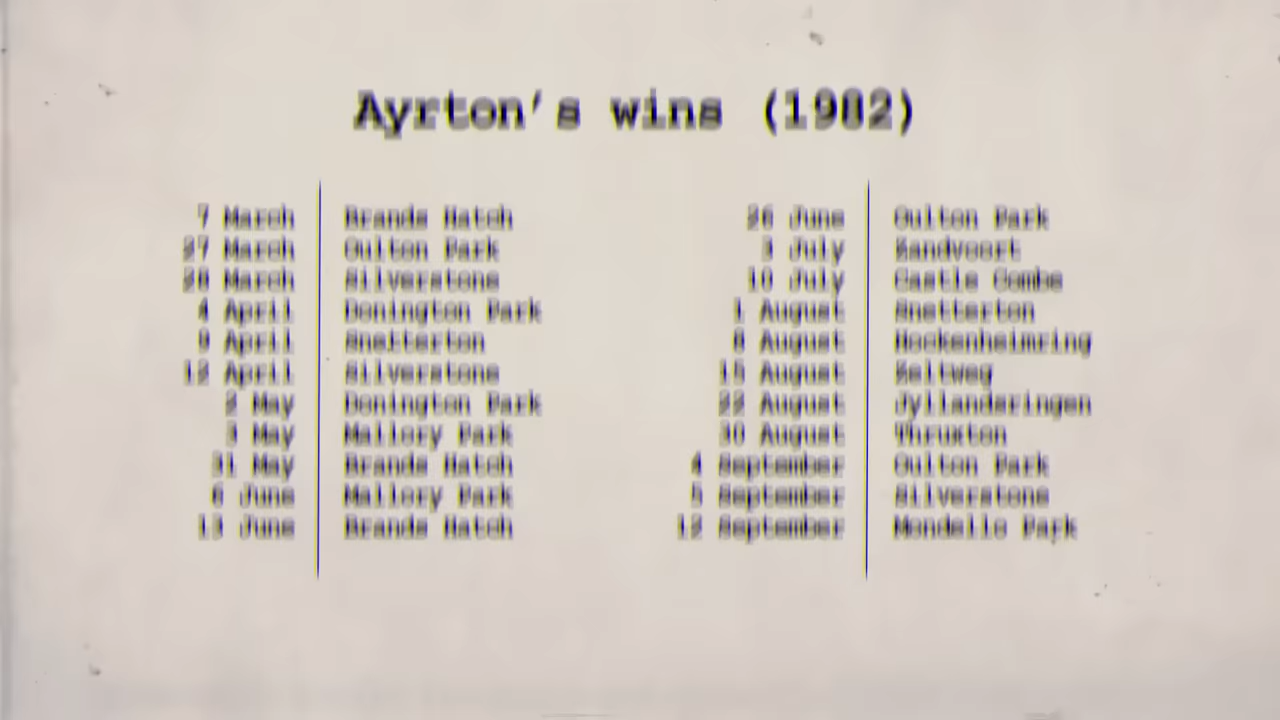 Ayrton's wins (1982)
7 March Brands Hatch
27 March Oulton Park
28 March Silverstone
4 April Donington Park
9 April Snetterton
12 April Silverstone
2 May Donington Park
3 May Mallory Park
31 May Brands Hatch
6 June Mallory Park
13 June Brands Hatch
26 June Oulton Park
3 July Zandvoort
10 July Castle Combe
1 August Snetterton
8 August Hockenheimring
15 August Zeltweg
22 August Jyllandsringen
30 August Thruxton
4 September Oulton Park
5 September Silverstone
12 September Mondello Park